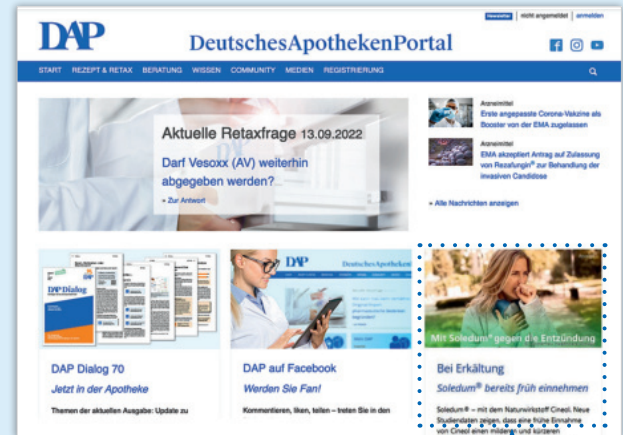 Newsletter | nicht angemeldet | anmelden
DAP
DeutschesApothekenPortal
START REZEPT & RETAX BERATUNG WISSEN COMMUNITY MEDIEN REGISTRIERUNG
Aktuelle Retaxfrage 13.09.2022
Darf Vesoxx (AV) weiterhin
abgegeben werden?
» Zur Antwort
Arzneimittel
Erste angepasste Corona-Vakzine als
Booster von der EMA zugelassen
Arzneimittel
EMA akzeptiert Antrag auf Zulassung
von Rezafungin® zur Behandlung der
invasiven Candidose
» Alle Nachrichten anzeigen
DAP Dialog
DAP
DAP Dialog 70
Jetzt in der Apotheke
Themen der aktuellen Ausgabe: Update zu
DAP auf Facebook
Werden Sie Fan!
Kommentieren, liken, teilen – treten Sie in den
Mit Soledum® gegen die Entzündung
Bei Erkältung
Soledum® bereits früh einnehmen
Soledum® – mit dem Naturwirkstoff Cineol. Neue
Studiendaten zeigen, dass eine frühe Einnahme
von Cineol einen milderen und kürzeren